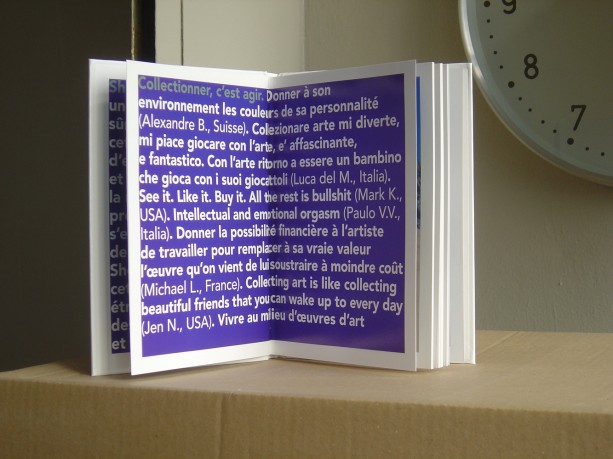 Collectionner, c'est agir. Donner à son
environnement les couleurs de sa personnalité
(Alexandre B., Suisse). Collezionare arte mi diverte,
mi piace giocare con l'arte, e' affascinante,
e fantastico. Con l'arte ritorno a essere un bambino
che gioca con i suoi giocattoli (Luca del M., Italia).
See it. Like it. Buy it. All the rest is bullshit (Mark K.,
USA). Intellectual and emotional orgasm (Paulo V.V.,
Italia). Donner la possibilité financière à l'artiste
de travailler pour remplacer à sa vraie valeur
l'œuvre qu'on vient de lui soustraire à moindre coût
(Michael L., France). Collecting art is like collecting
beautiful friends that you can wake up to every day
(Jen N., USA). Vivre au milieu d'œuvres d'art
9
8
7